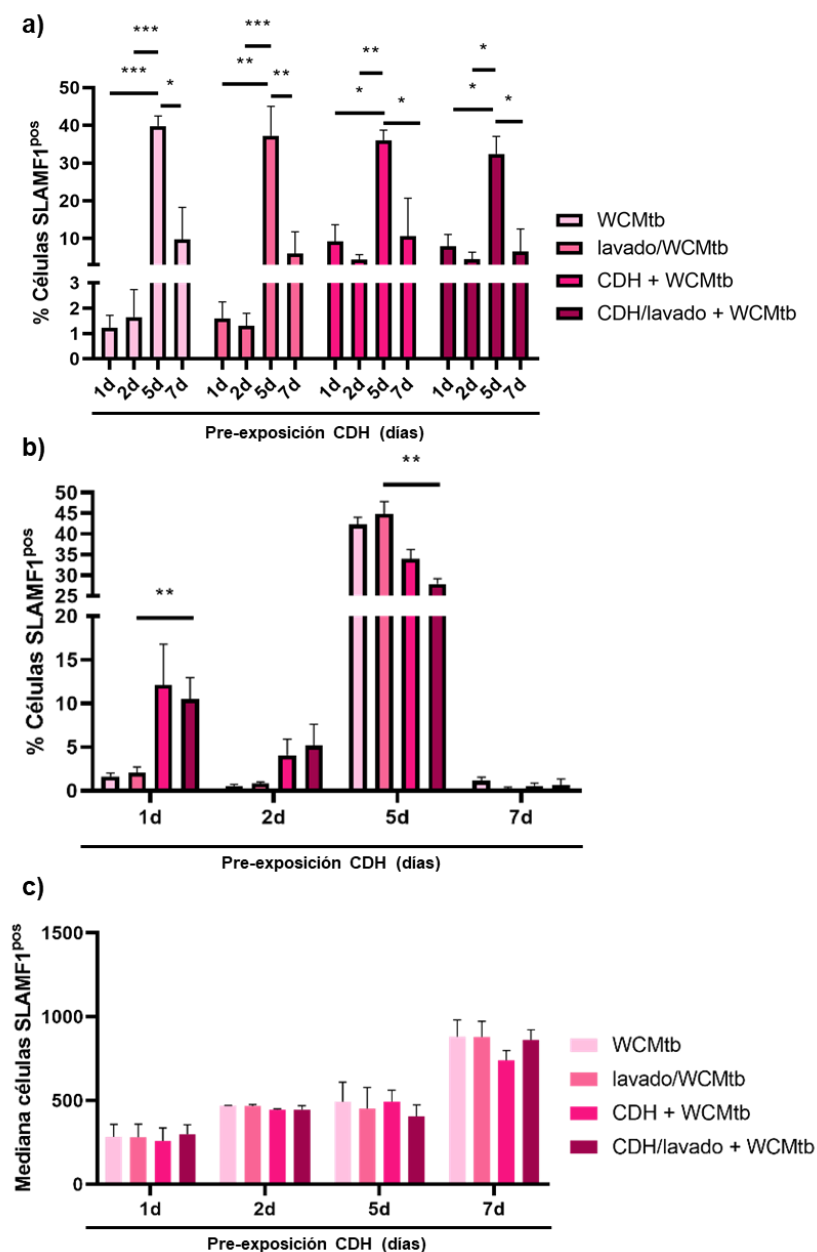 a)
*** *** ** *
*** * ** ** * * * *
% Células SLAMF1pos
50
40
30
20
10
3
2
1
0
1d 2d 5d 7d 1d 2d 5d 7d 1d 2d 5d 7d 1d 2d 5d 7d
Pre-exposición CDH (días)
WCMtb
lavado/WCMtb
CDH + WCMtb
CDH/lavado + WCMtb
b)
% Células SLAMF1pos
50
45
40
35
30
25
20
15
10
5
0
**
**
1d 2d 5d 7d
Pre-exposición CDH (días)
c)
Mediana células SLAMF1pos
1500
1000
500
0
1d 2d 5d 7d
Pre-exposición CDH (días)
WCMtb
lavado/WCMtb
CDH + WCMtb
CDH/lavado + WCMtb